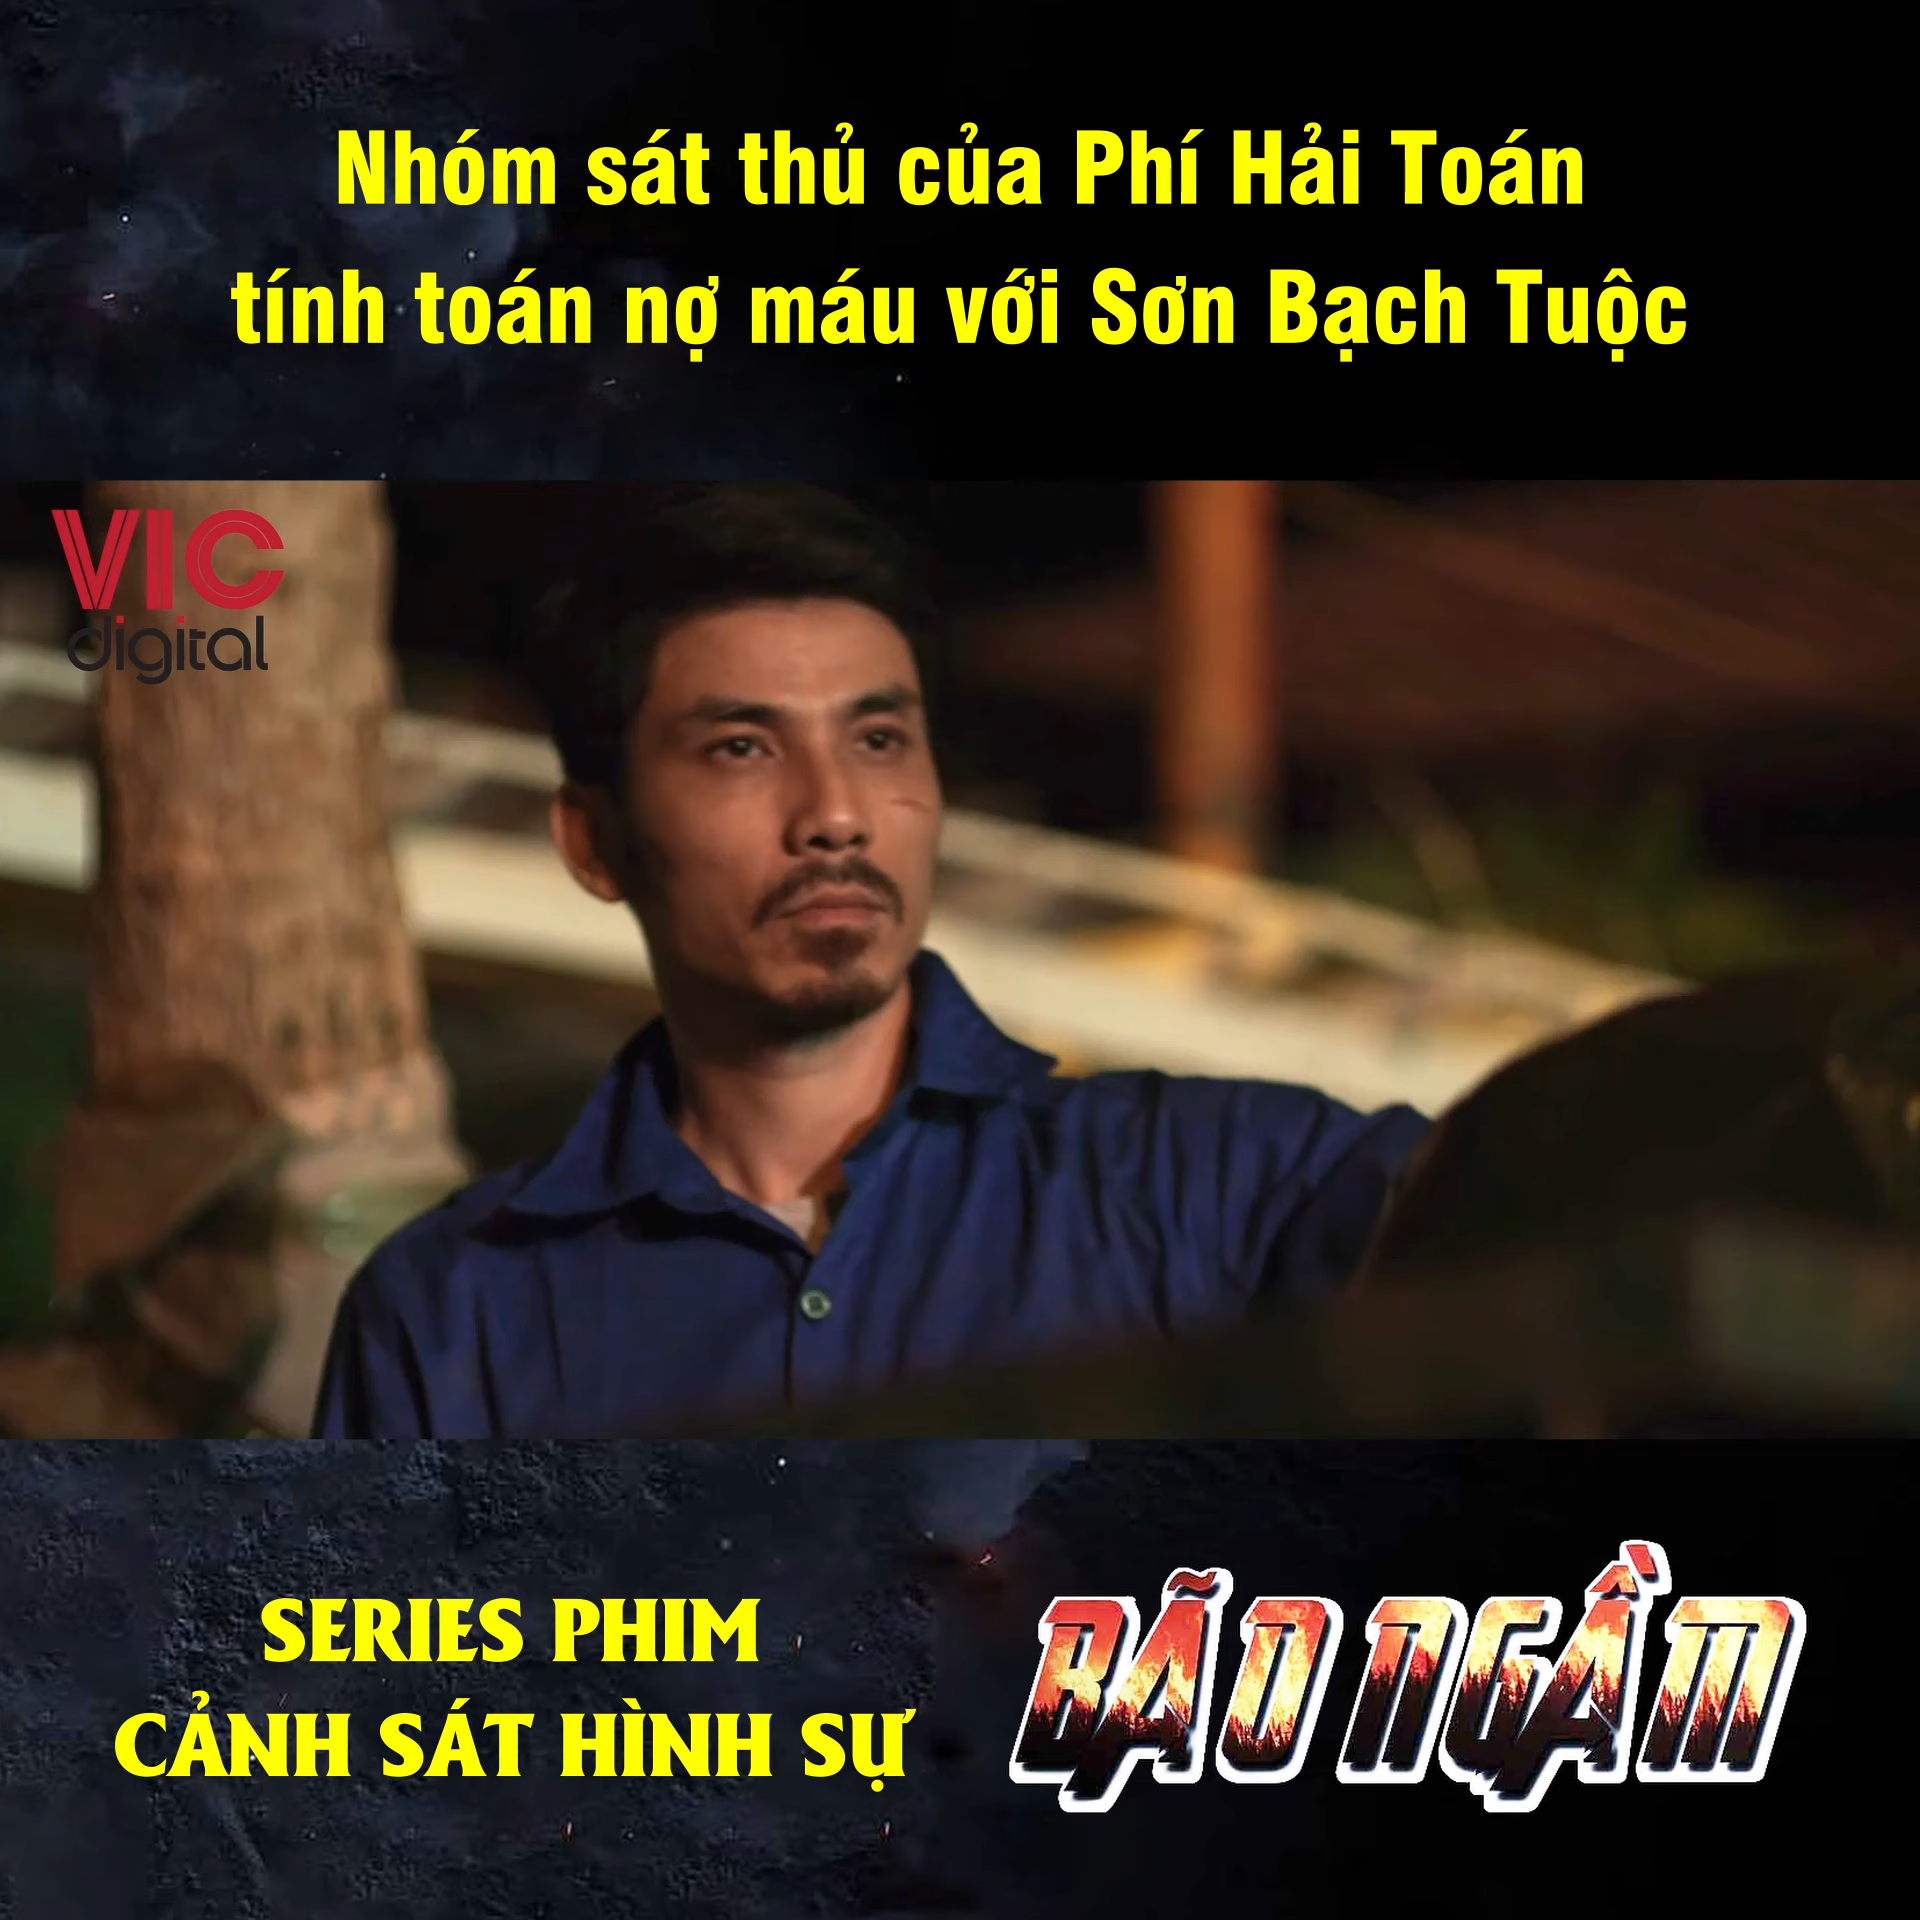 Nhóm sát thủ của Phí Hải Toán
tính toán nợ máu với Sơn Bạch Tuộc
VIC
digital
SERIES PHIM
CẢNH SÁT HÌNH SỰ
BÃO NGẦM